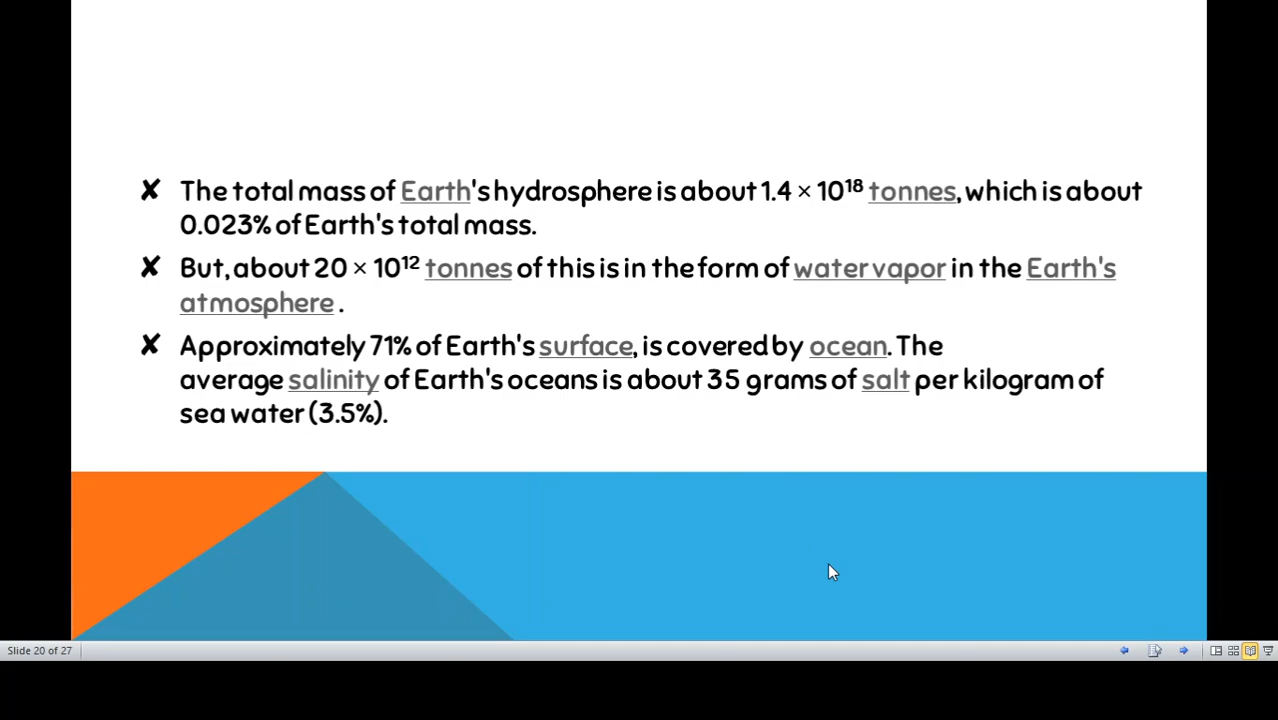 ✘ The total mass of Earth's hydrosphere is about 1.4 × 10¹⁸ tonnes, which is about
0.023% of Earth's total mass.
✘ But, about 20 × 10¹² tonnes of this is in the form of water vapor in the Earth's
atmosphere .
✘ Approximately 71% of Earth's surface, is covered by ocean. The
average salinity of Earth's oceans is about 35 grams of salt per kilogram of
sea water (3.5%).
Slide 20 of 27